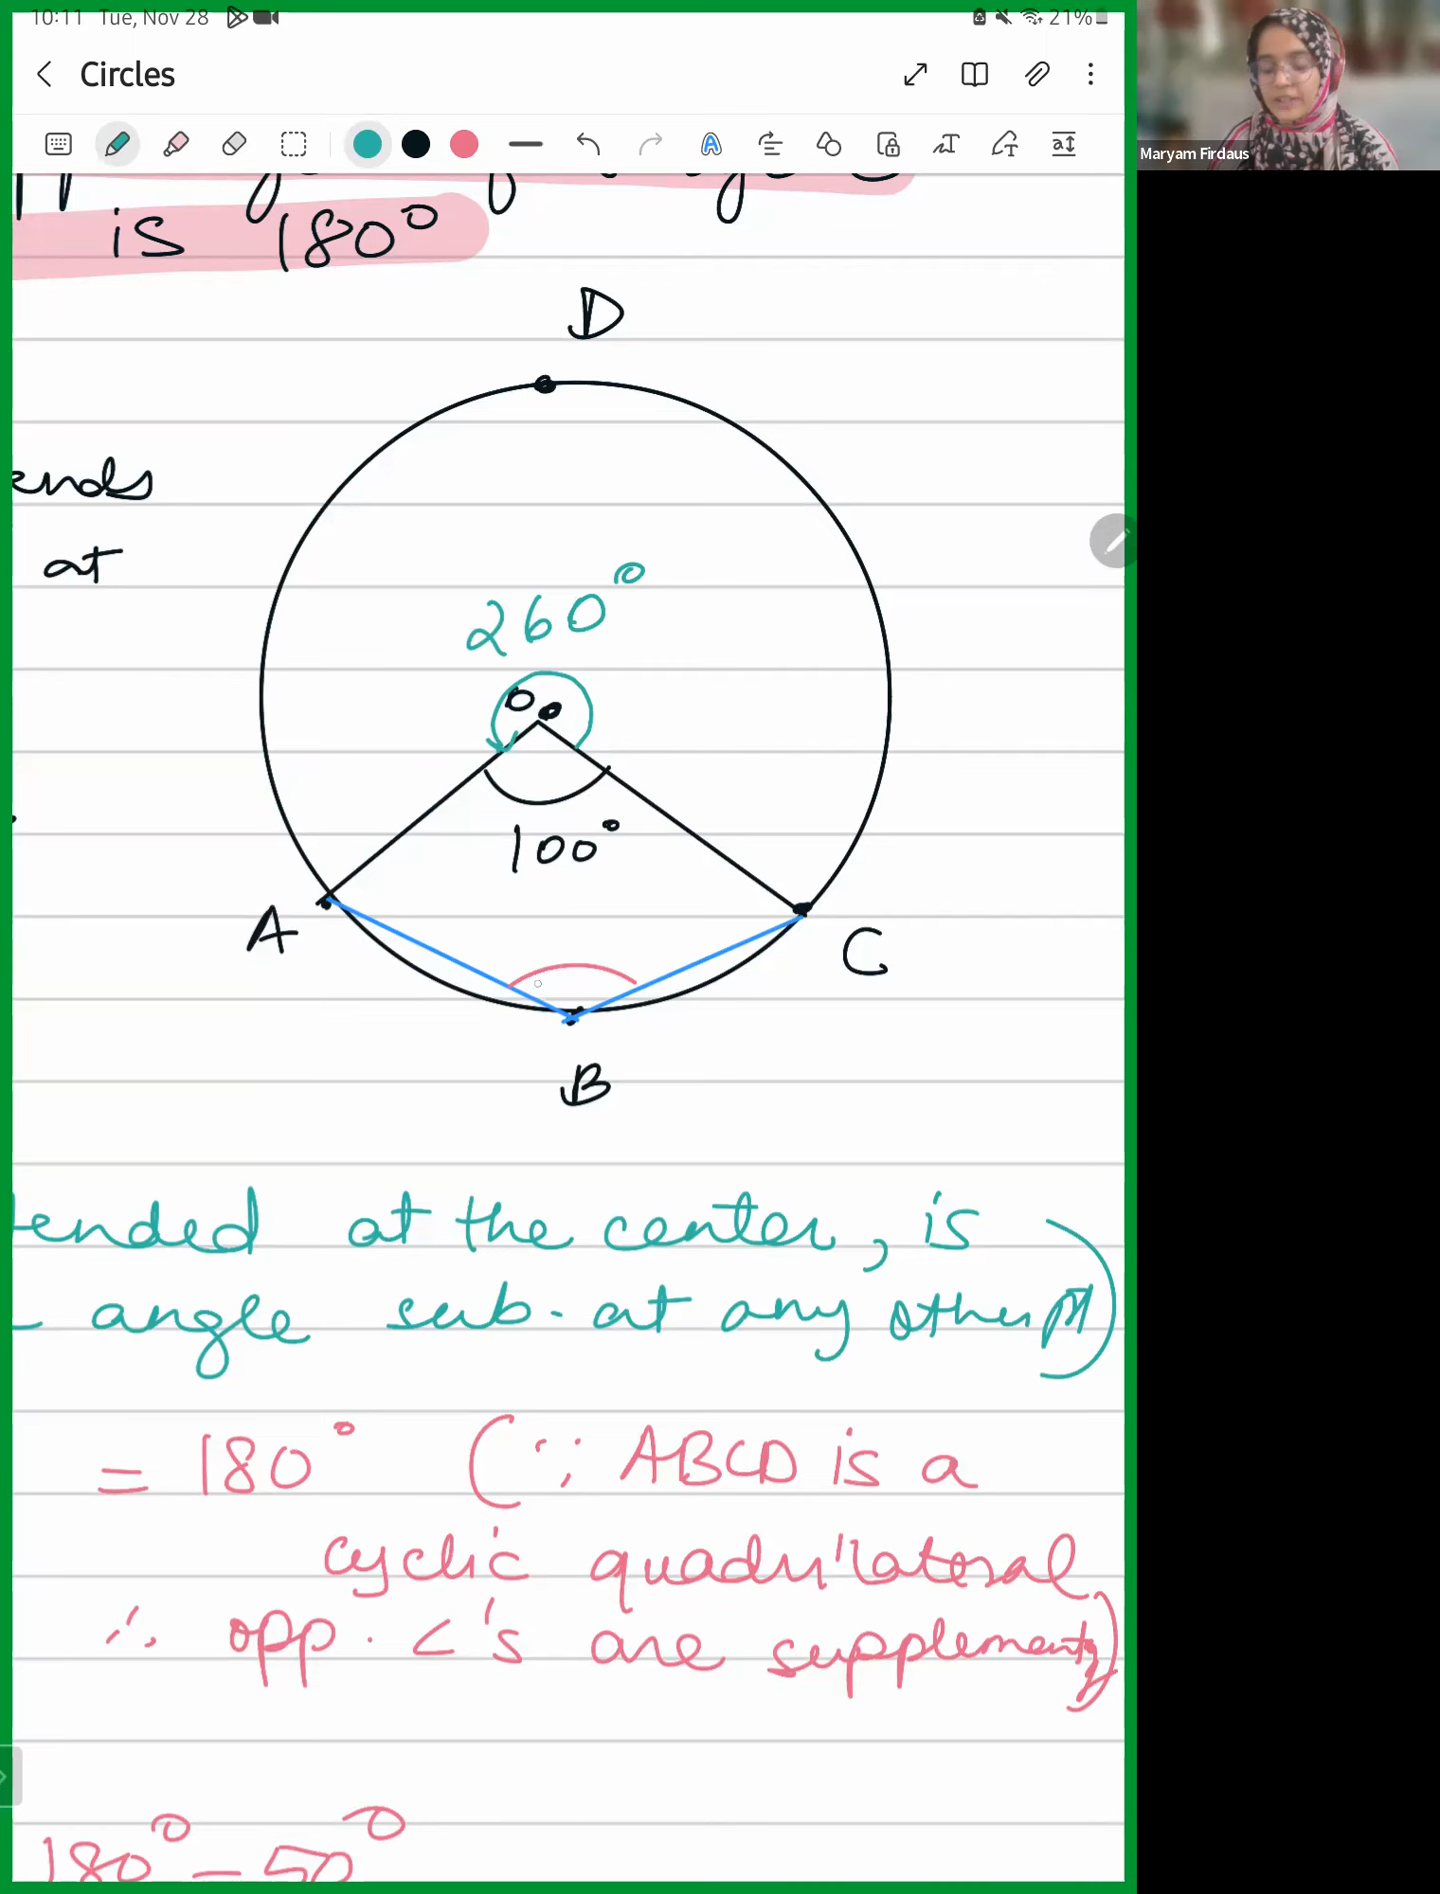 10:11 Tue, Nov 28
21%
Circles
Maryam Firdaus
is 180°
D
ends
at
260°
O
100°
A
C
B
tended at the center, is
angle sub. at any other pt)
= 180° (∵ ABCD is a
cyclic quadrilateral
∴ opp. <'s are supplementy)
180° - 50°